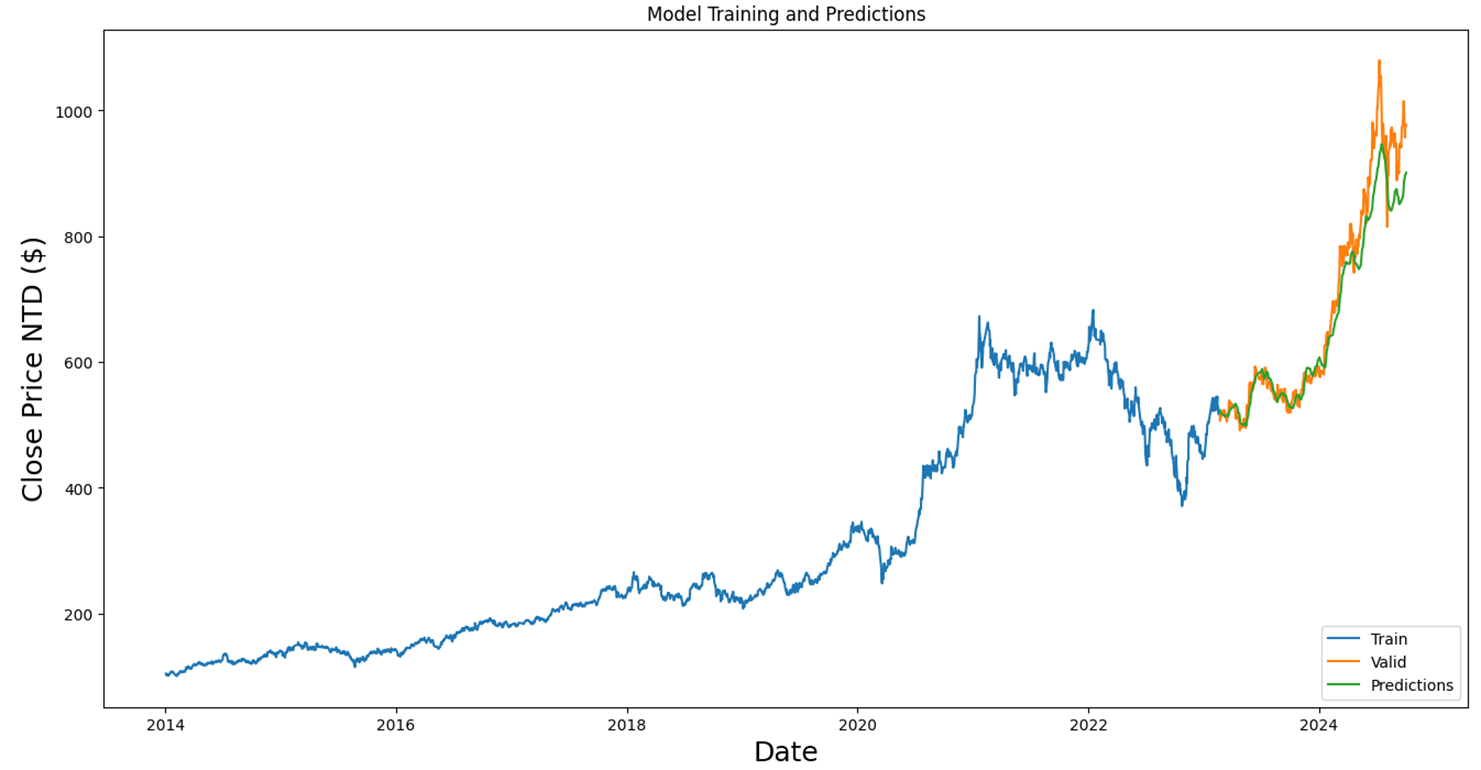 Model Training and Predictions
Close Price NTD ($)
1000
800
600
400
200
2014 2016 2018 2020 2022 2024
Date
Train
Valid
Predictions